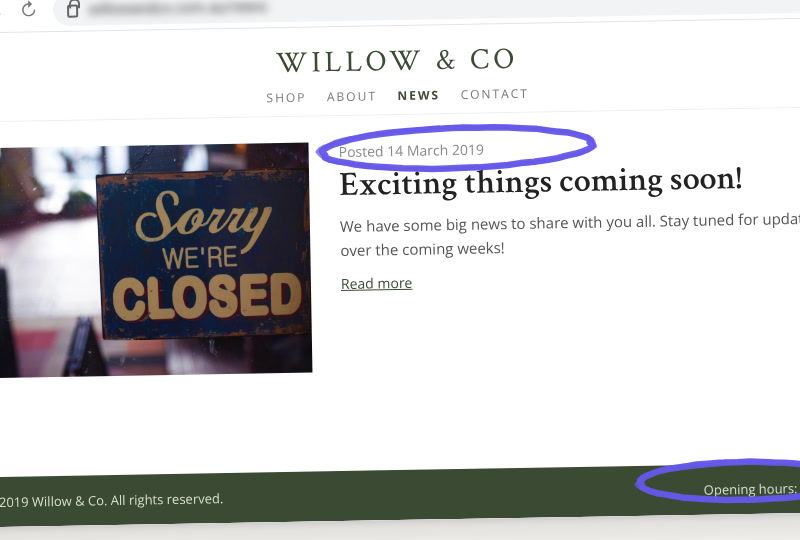 WILLOW & CO
SHOP ABOUT NEWS CONTACT
Posted 14 March 2019
Exciting things coming soon!
We have some big news to share with you all. Stay tuned for
over the coming weeks!
Read more
Sorry
WE'RE
CLOSED
2019 Willow & Co. All rights reserved.
Opening hours: